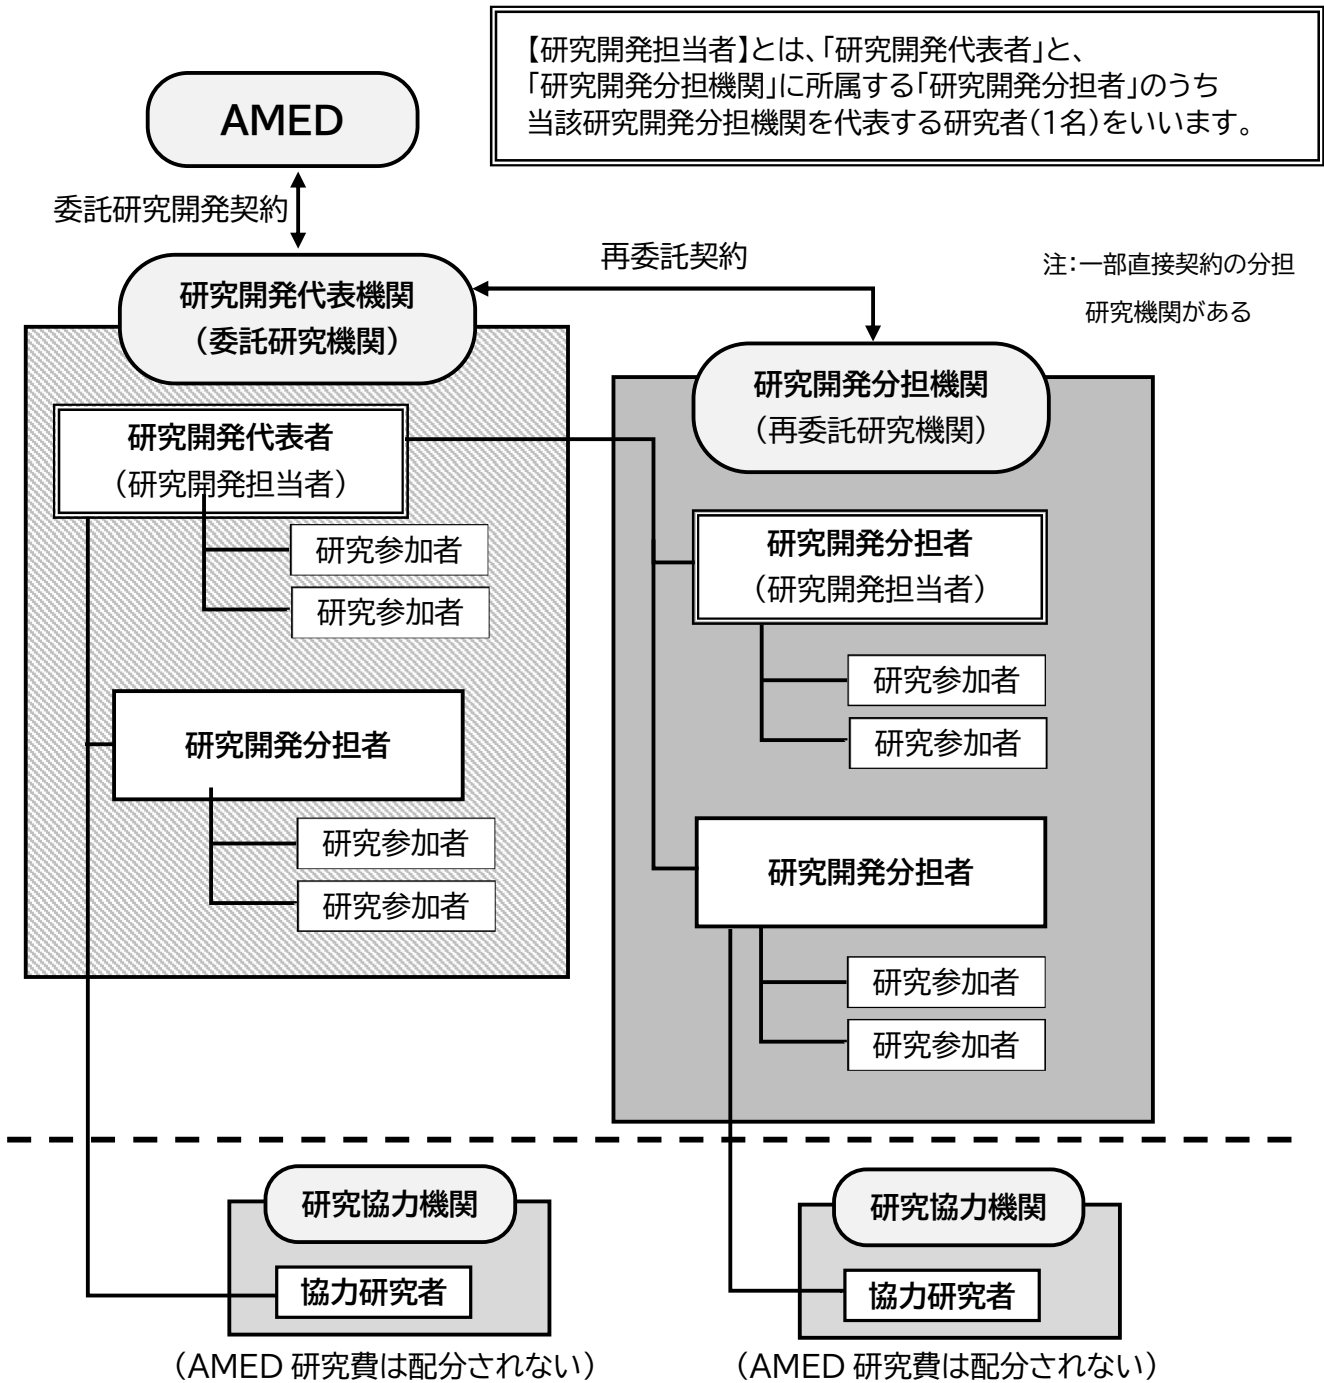 【研究開発担当者】とは、「研究開発代表者」と、
「研究開発分担機関」に所属する「研究開発分担者」のうち
当該研究開発分担機関を代表する研究者（1名）をいいます。
AMED
委託研究開発契約
再委託契約
注：一部直接契約の分担
研究機関がある
研究開発代表機関
（委託研究機関）
研究開発代表者
（研究開発担当者）
研究参加者
研究参加者
研究開発分担者
研究参加者
研究参加者
研究開発分担機関
（再委託研究機関）
研究開発分担者
（研究開発担当者）
研究参加者
研究参加者
研究開発分担者
研究参加者
研究参加者
研究協力機関
協力研究者
（AMED 研究費は配分されない）
研究協力機関
協力研究者
（AMED 研究費は配分されない）